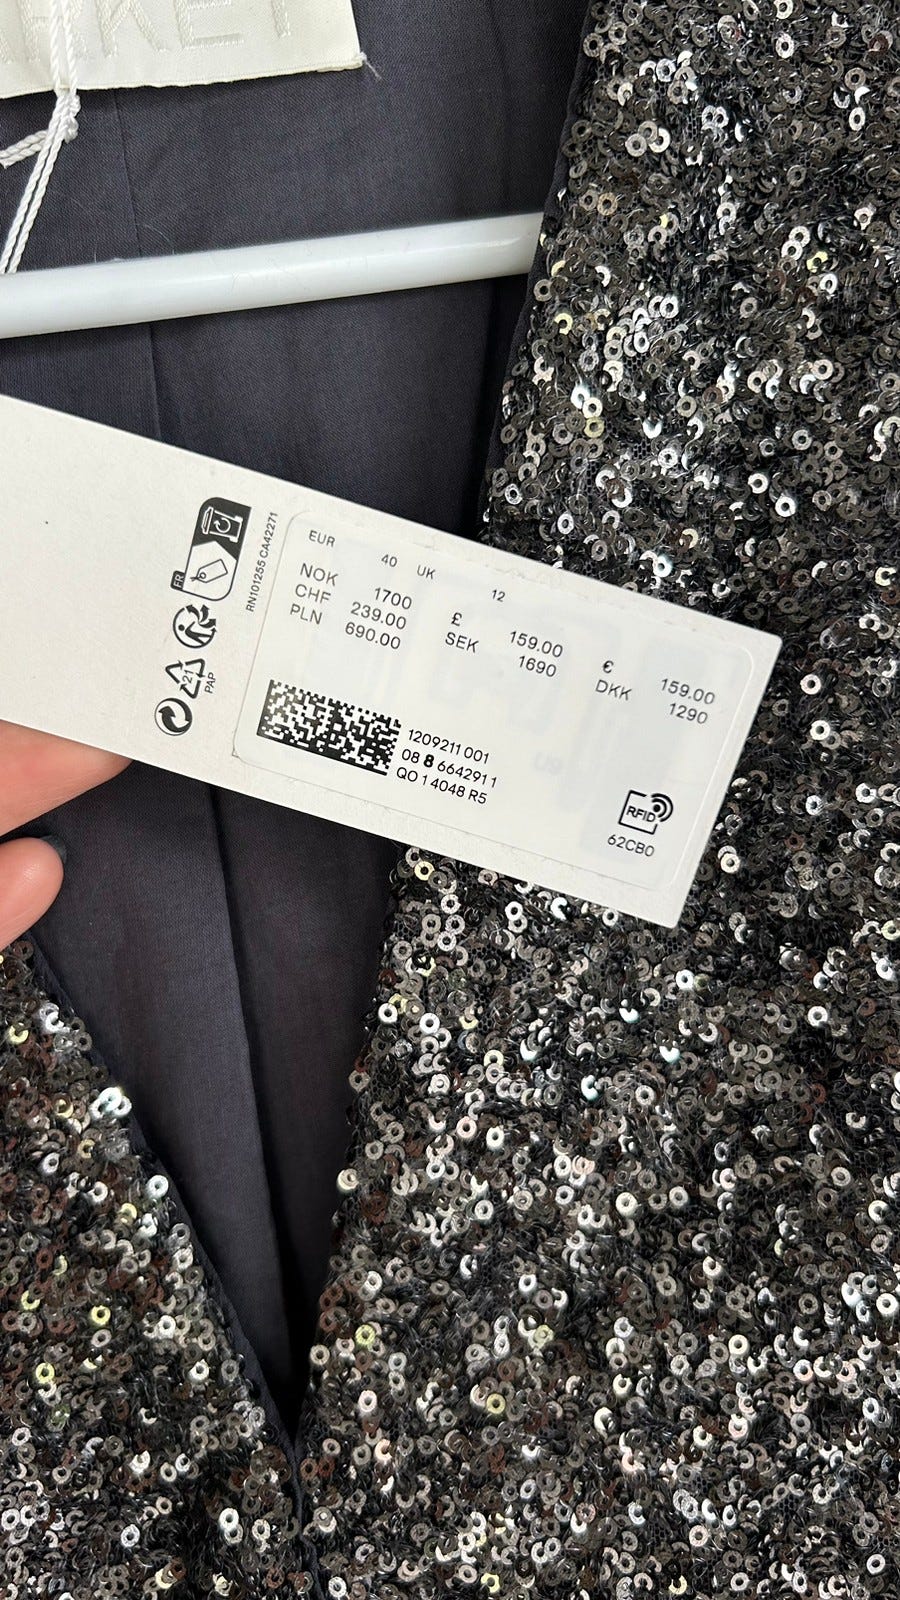 FR
21
PAP
RN101255 CA42271
EUR 40 UK 12
NOK 1700 £ 159.00 € 159.00
CHF 239.00 SEK 1690 DKK 1290
PLN 690.00
1209211 001
08 8 6642911
QO 1 4048 R5
RFID
62CB0